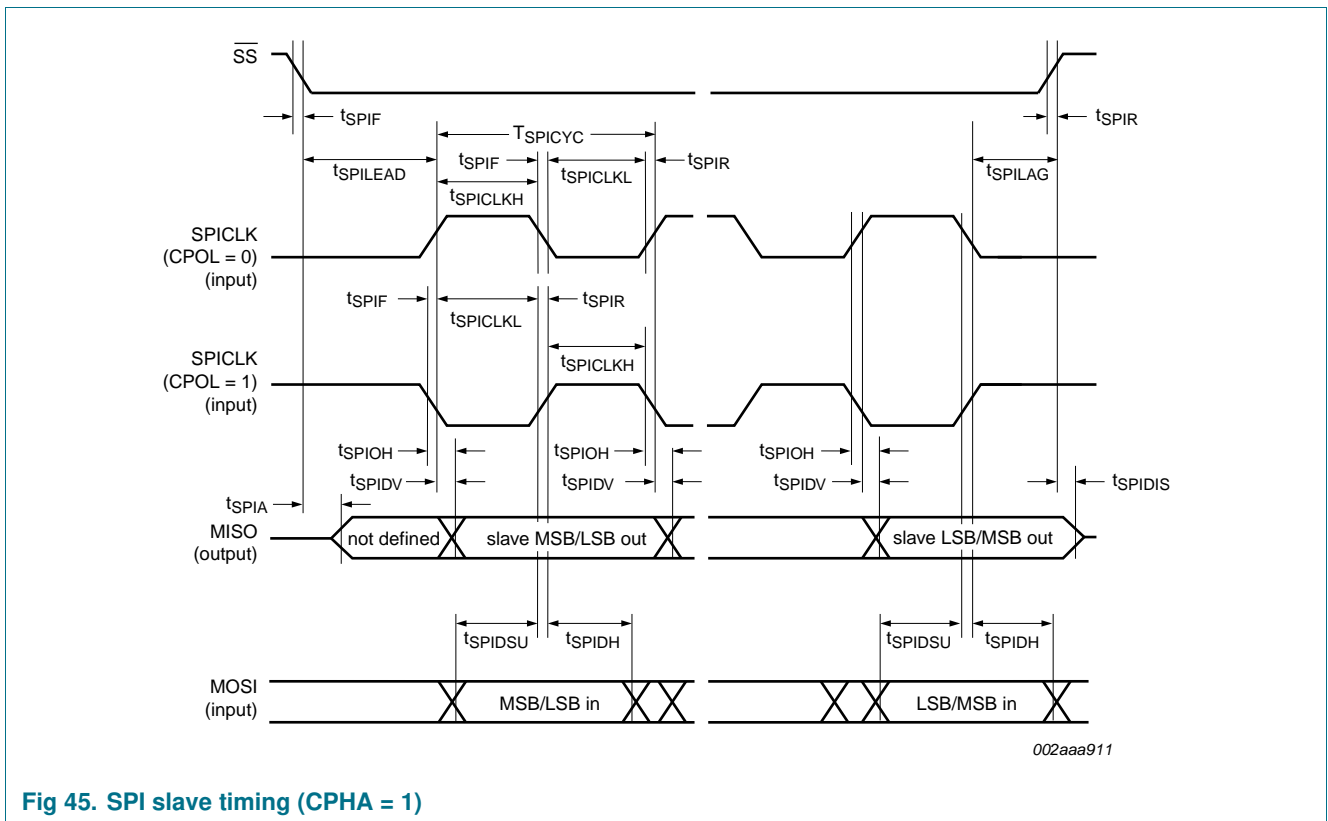 SS
tSPIF
TSPICYC
tSPIR
tSPIF
tSPIR
tSPILEAD
tSPICLKL
tSPILAG
tSPICLKH
SPICLK
(CPOL = 0)
(input)
tSPIF
tSPIR
tSPICLKL
SPICLK
(CPOL = 1)
(input)
tSPICLKH
tSPIOH
tSPIOH
tSPIOH
tSPIDV
tSPIDV
tSPIDV
tSPIDIS
tSPIA
MISO
(output)
not defined
slave MSB/LSB out
slave LSB/MSB out
tSPIDSU
tSPIDH
tSPIDSU
tSPIDH
MOSI
(input)
MSB/LSB in
LSB/MSB in
002aaa911
Fig 45. SPI slave timing (CPHA = 1)